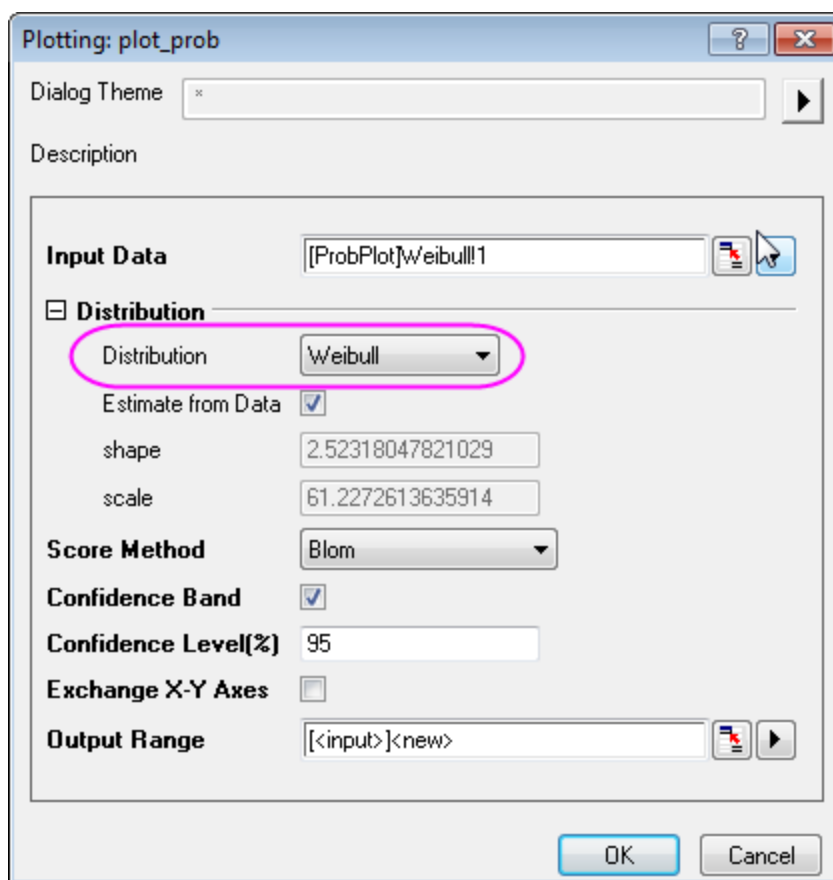 Plotting: plot_prob
Dialog Theme *
Description
Input Data [ProbPlot]Weibull!1
Distribution
Distribution Weibull
Estimate from Data
shape 2.52318047821029
scale 61.2272613635914
Score Method Blom
Confidence Band
Confidence Level(%) 95
Exchange X-Y Axes
Output Range [<input>]<new>
OK Cancel